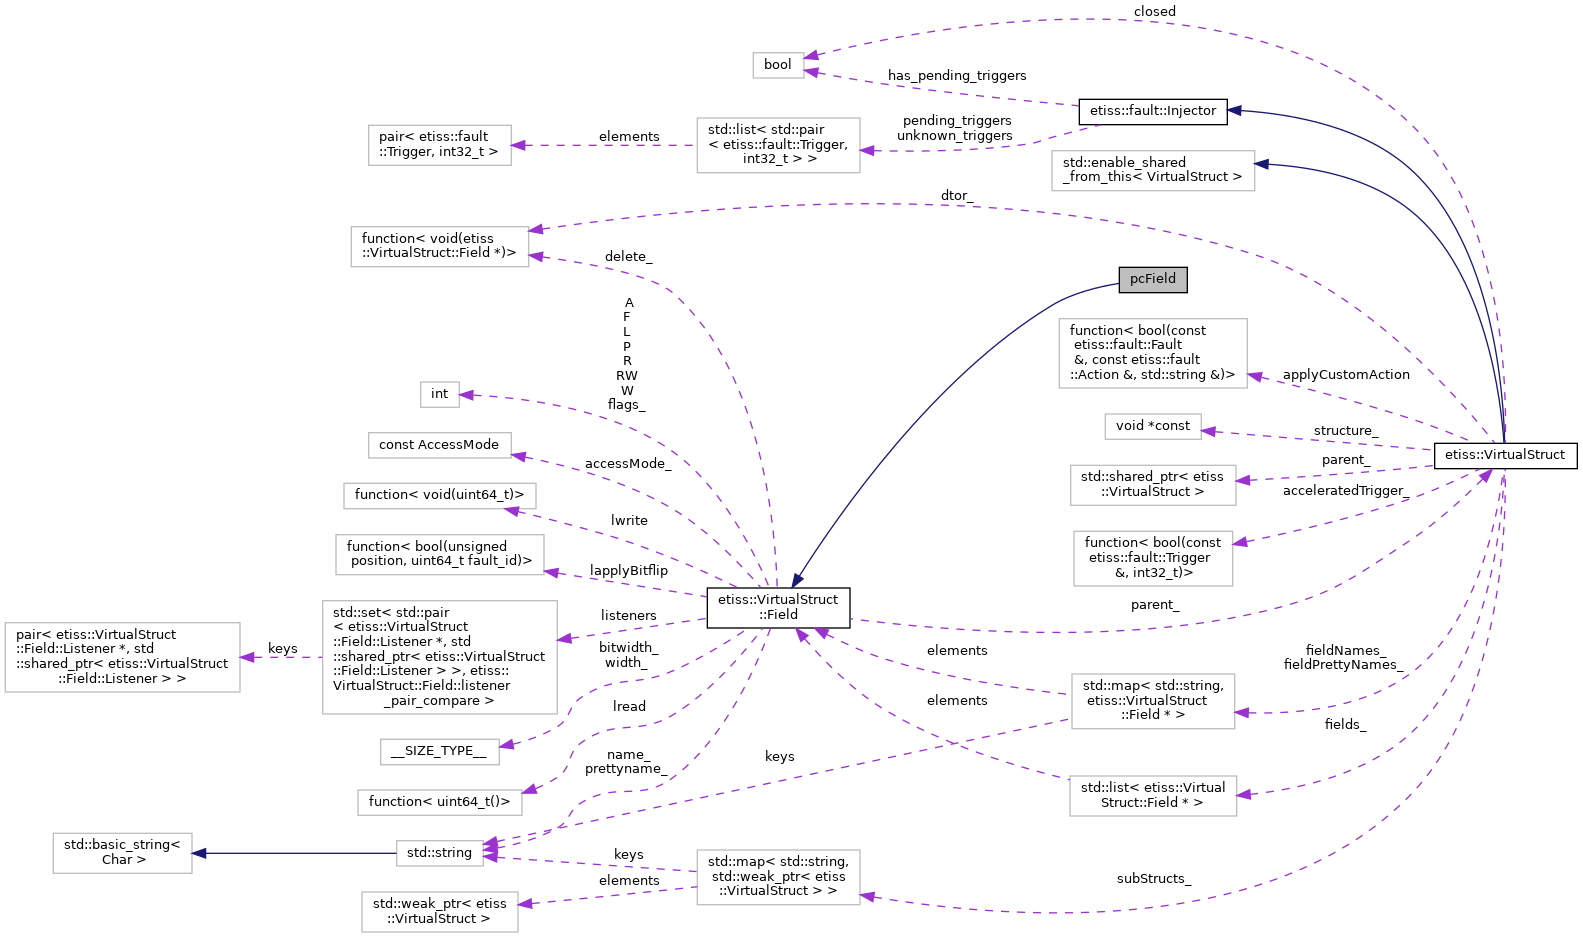 closed
bool
has_pending_triggers
etiss::fault::Injector
pending_triggers
unknown_triggers
pair< etiss::fault
::Trigger, int32_t >
elements
std::list< std::pair
< etiss::fault::Trigger,
int32_t > >
std::enable_shared
_from_this< VirtualStruct >
dtor_
function< void(etiss
::VirtualStruct::Field *)>
delete_
pcField
A
F
L
P
R
RW
W
flags_
function< bool(const
etiss::fault::Fault
&, const etiss::fault
::Action &, std::string &)>
applyCustomAction
int
void *const
structure_
const AccessMode
accessMode_
etiss::VirtualStruct
parent_
std::shared_ptr< etiss
::VirtualStruct >
acceleratedTrigger_
function< void(uint64_t)>
lwrite
function< bool(unsigned
position, uint64_t fault_id)>
lapplyBitflip
function< bool(const
etiss::fault::Trigger
&, int32_t)>
etiss::VirtualStruct
::Field
parent_
std::set< std::pair
< etiss::VirtualStruct
::Field::Listener *, std
::shared_ptr< etiss::VirtualStruct
::Field::Listener > >, etiss::
VirtualStruct::Field::listener
_pair_compare >
listeners
pair< etiss::VirtualStruct
::Field::Listener *, std
::shared_ptr< etiss::VirtualStruct
::Field::Listener > >
keys
bitwidth_
width_
elements
fieldNames_
fieldPrettyNames_
std::map< std::string,
etiss::VirtualStruct
::Field * >
lread
elements
fields_
__SIZE_TYPE__
name_
prettyname_
keys
std::list< etiss::Virtual
Struct::Field * >
function< uint64_t()>
std::basic_string<
Char >
std::string
keys
elements
std::map< std::string,
std::weak_ptr< etiss
::VirtualStruct > >
subStructs_
std::weak_ptr< etiss
::VirtualStruct >